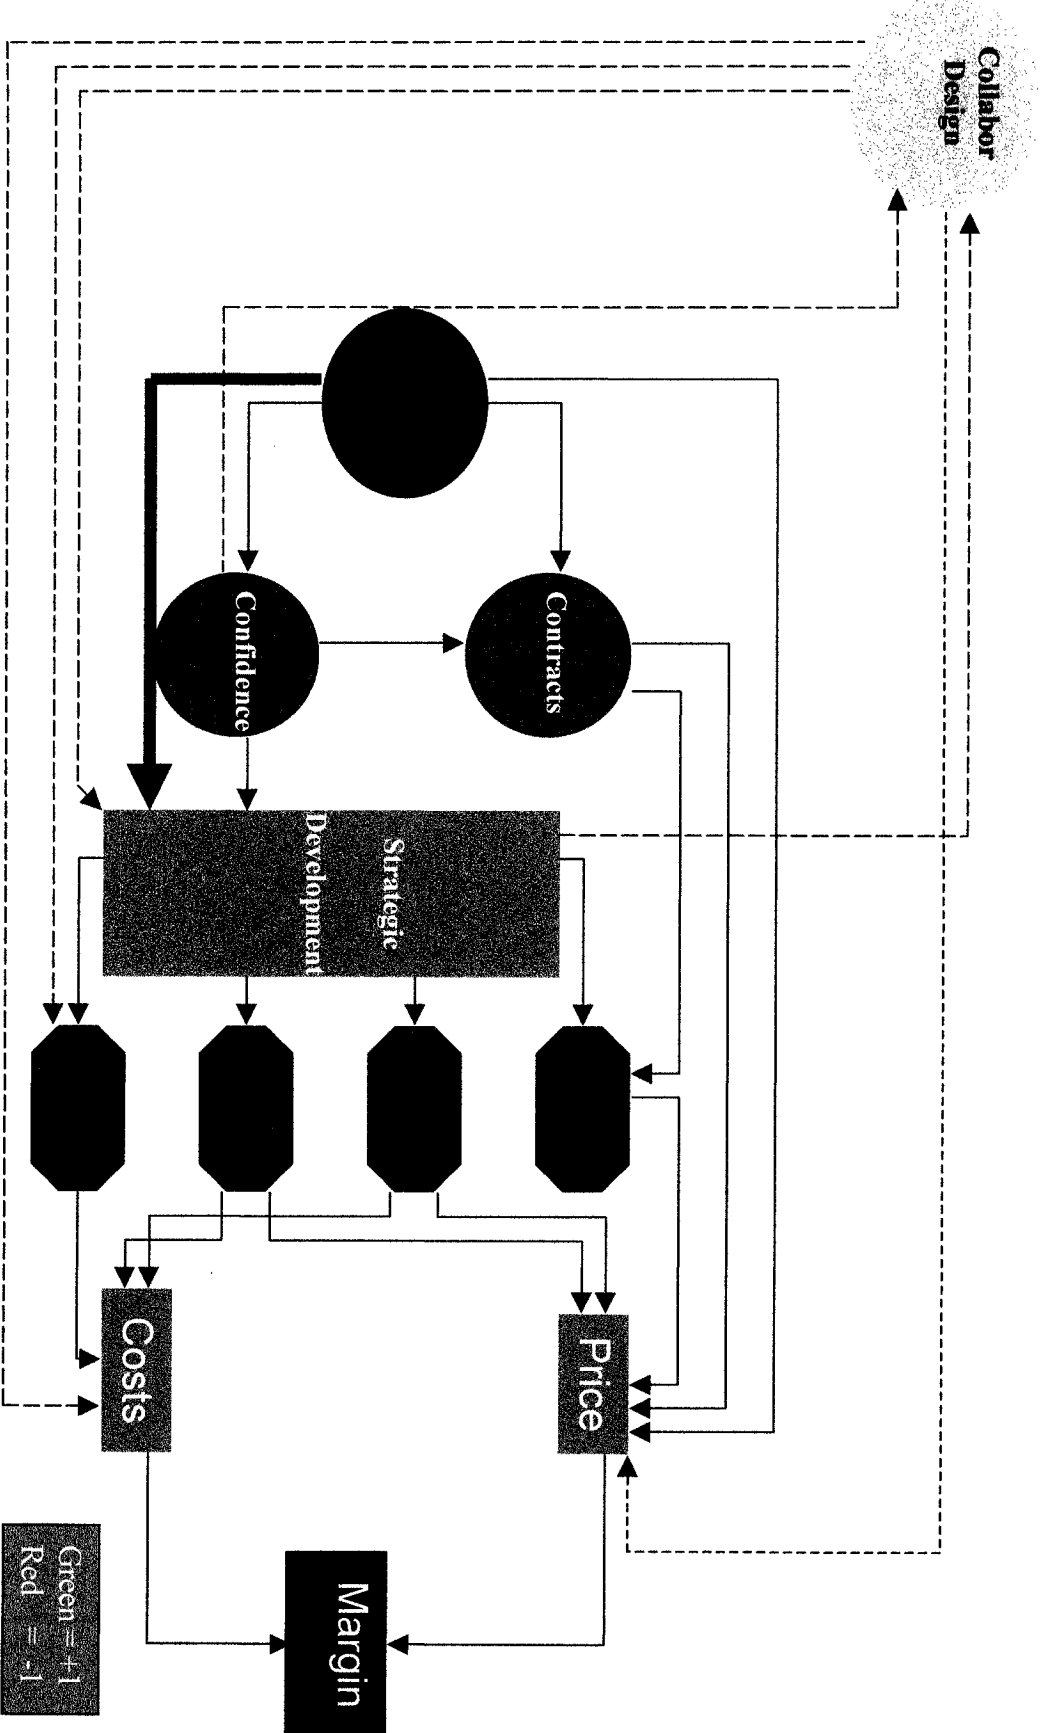 Collabor
Design
Contracts
Confidence
Strategic
Development
Price
Costs
Margin
Green = +1
Red = -1